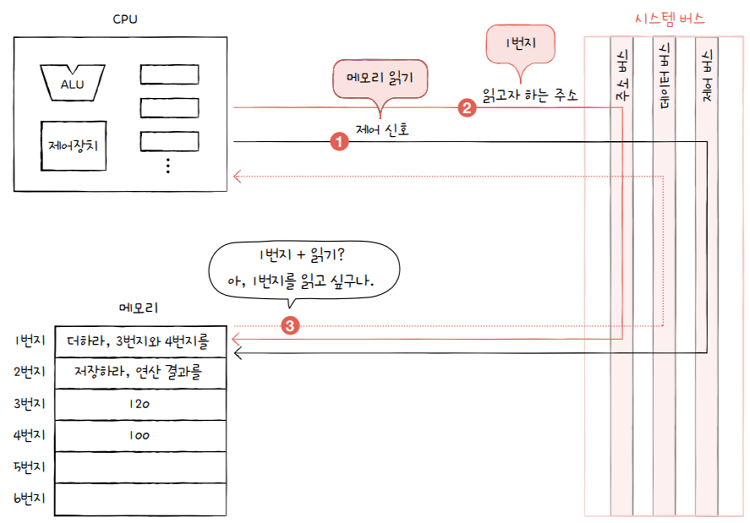 CPU
시스템 버스
ALU
제어장치
메모리 읽기
1번지
2
읽고자 하는 주소
제어 신호
1
주소 버스
데이터 버스
제어 버스
1번지 + 읽기?
아, 1번지를 읽고 싶구나.
3
메모리
1번지 더하라, 3번지와 4번지를
2번지 저장하라, 연산 결과를
3번지 120
4번지 100
5번지
6번지